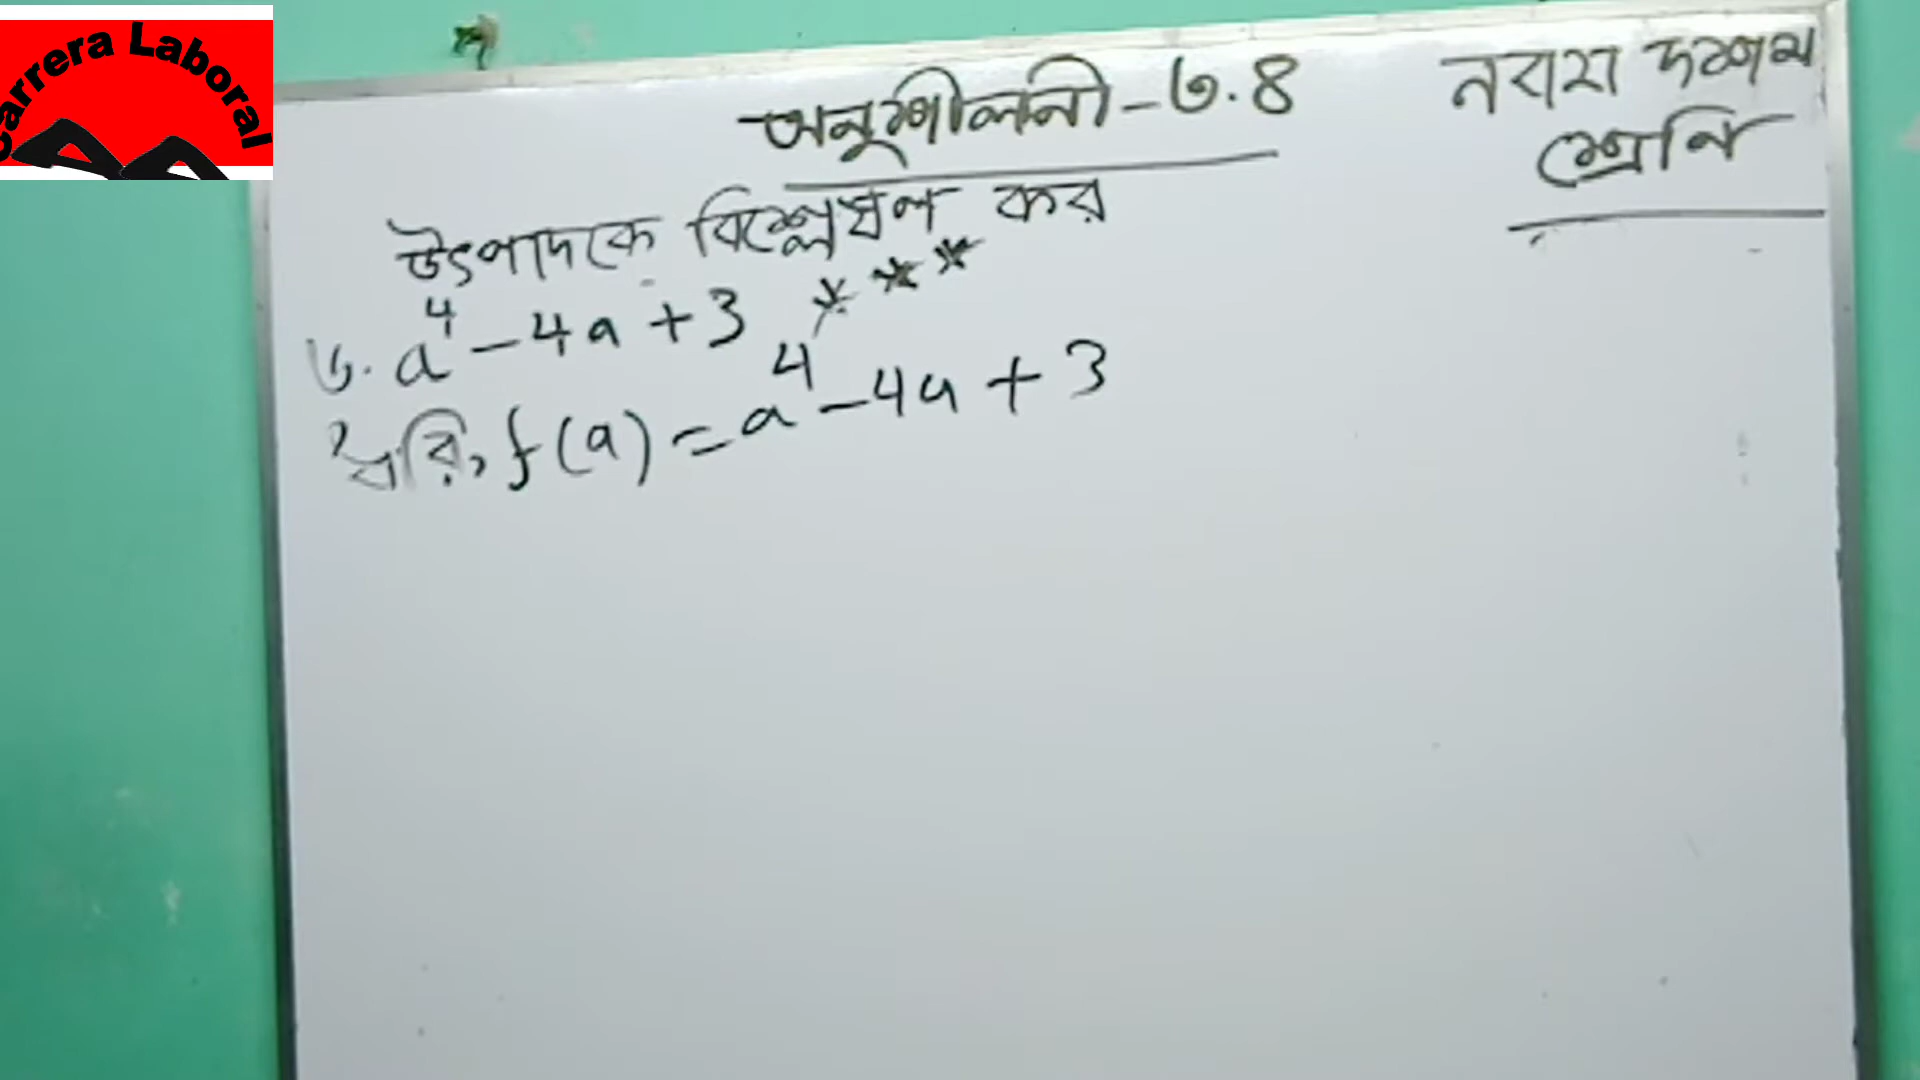 Carrera Laboral
অনুশীলনী-৩.৪
নবম দশম
শ্রেনি
উৎপাদকে বিশ্লেষণ কর
৬. a⁴-4a+3 ***
ধরি, f(a)=a⁴-4a+3